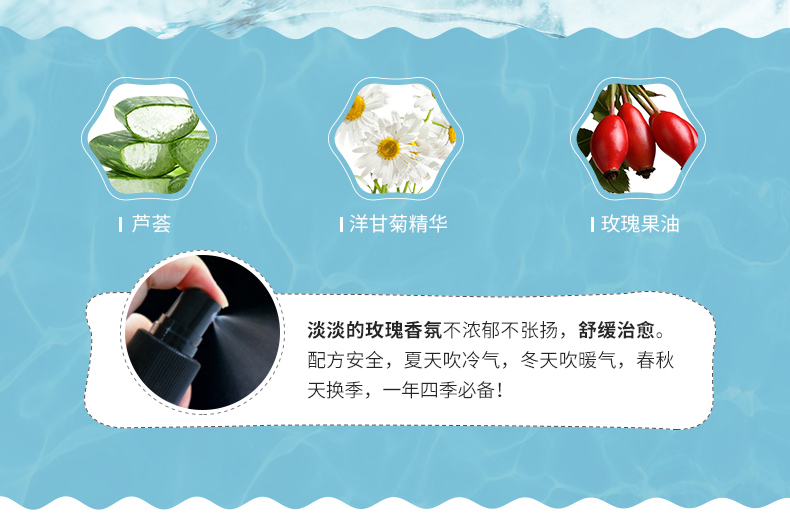 芦荟
洋甘菊精华
玫瑰果油
淡淡的玫瑰香氛不浓郁不张扬，舒缓治愈。
配方安全，夏天吹冷气，冬天吹暖气，春秋
天换季，一年四季必备！